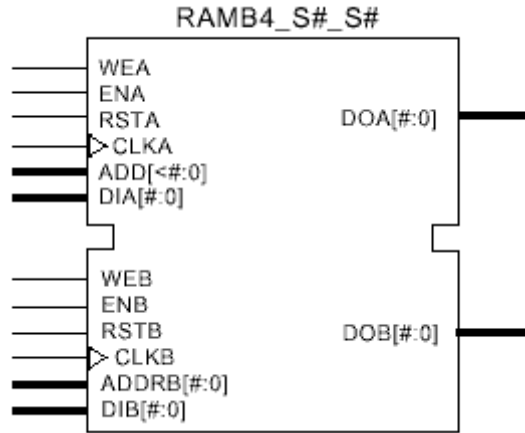 RAMB4_S#_S#
WEA
ENA
RSTA
CLKA
ADD[<#:0]
DIA[#:0]
DOA[#:0]
WEB
ENB
RSTB
CLKB
ADDRB[#:0]
DIB[#:0]
DOB[#:0]